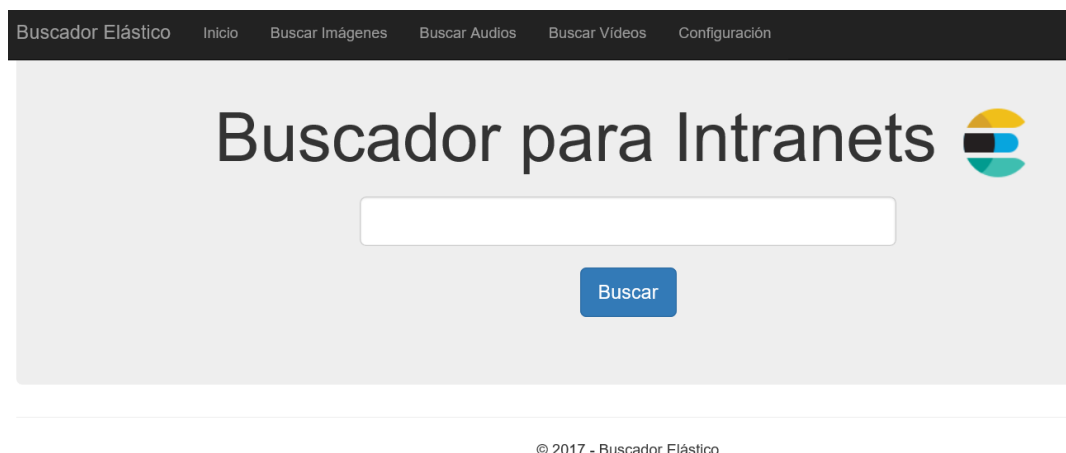 Buscador Elástico Inicio Buscar Imágenes Buscar Audios Buscar Vídeos Configuración
Buscador para Intranets
Buscar
© 2017 - Buscador Elástico